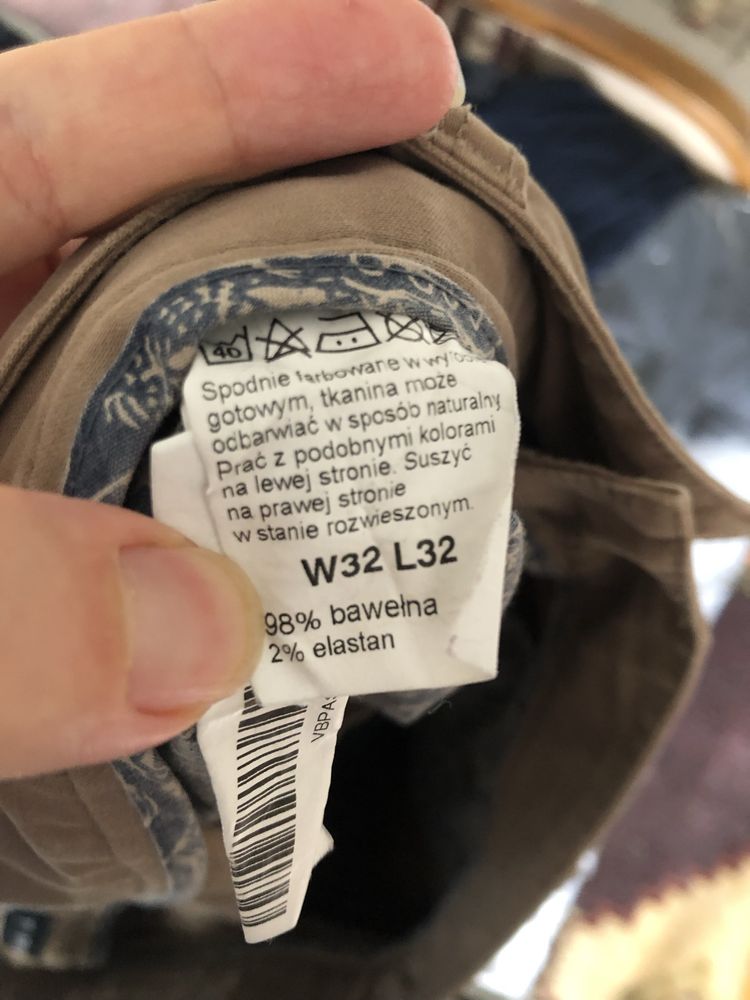 40
Spodnie farbowane w
gotowym, tkanina może
odbarwiać w sposób naturalny
Prać z podobnymi kolorami
na lewej stronie. Suszyć
na prawej stronie
w stanie rozwieszonym.
W32 L32
98% bawełna
2% elastan